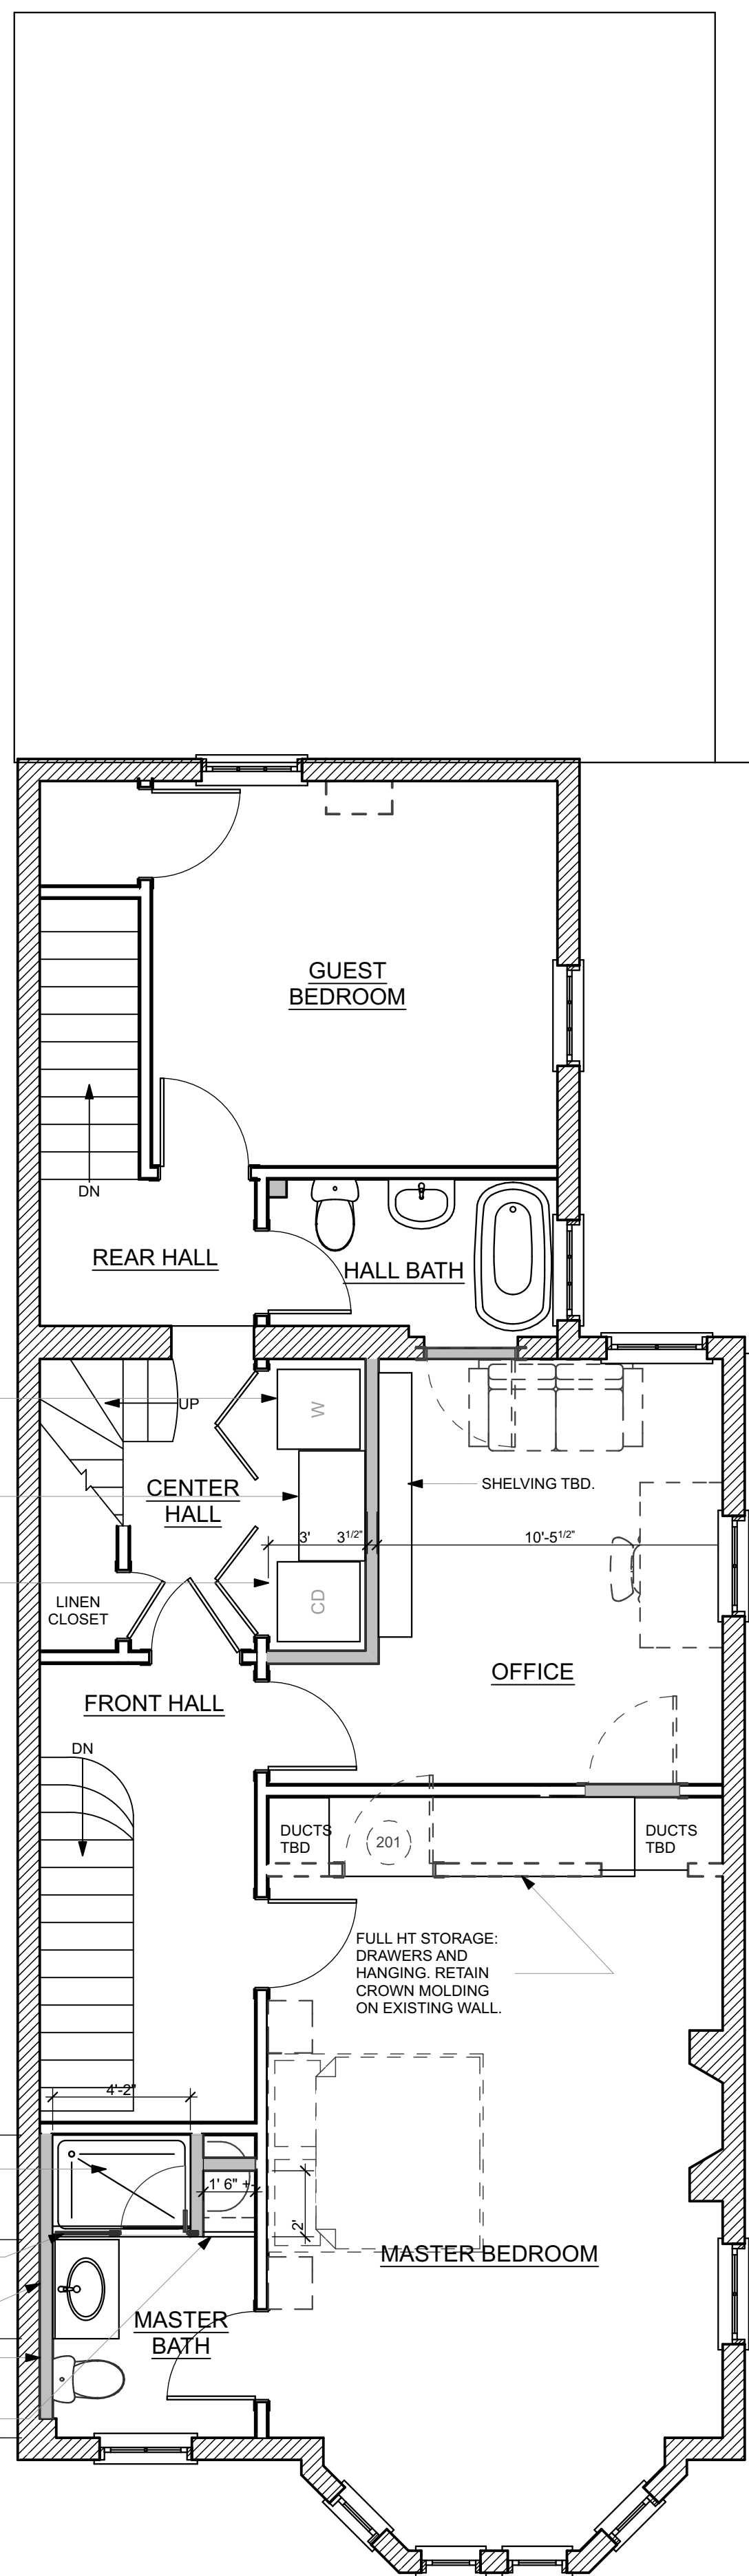 GUEST
BEDROOM
DN
REAR HALL
HALL BATH
UP
W
CENTER
HALL
SHELVING TBD.
3'
3 1/2"
10'-5 1/2"
CD
LINEN
CLOSET
OFFICE
FRONT HALL
DN
DUCTS
TBD
201
DUCTS
TBD
FULL HT STORAGE:
DRAWERS AND
HANGING. RETAIN
CROWN MOLDING
ON EXISTING WALL.
4'-2"
1' 6" +-
2'
MASTER BEDROOM
MASTER
BATH